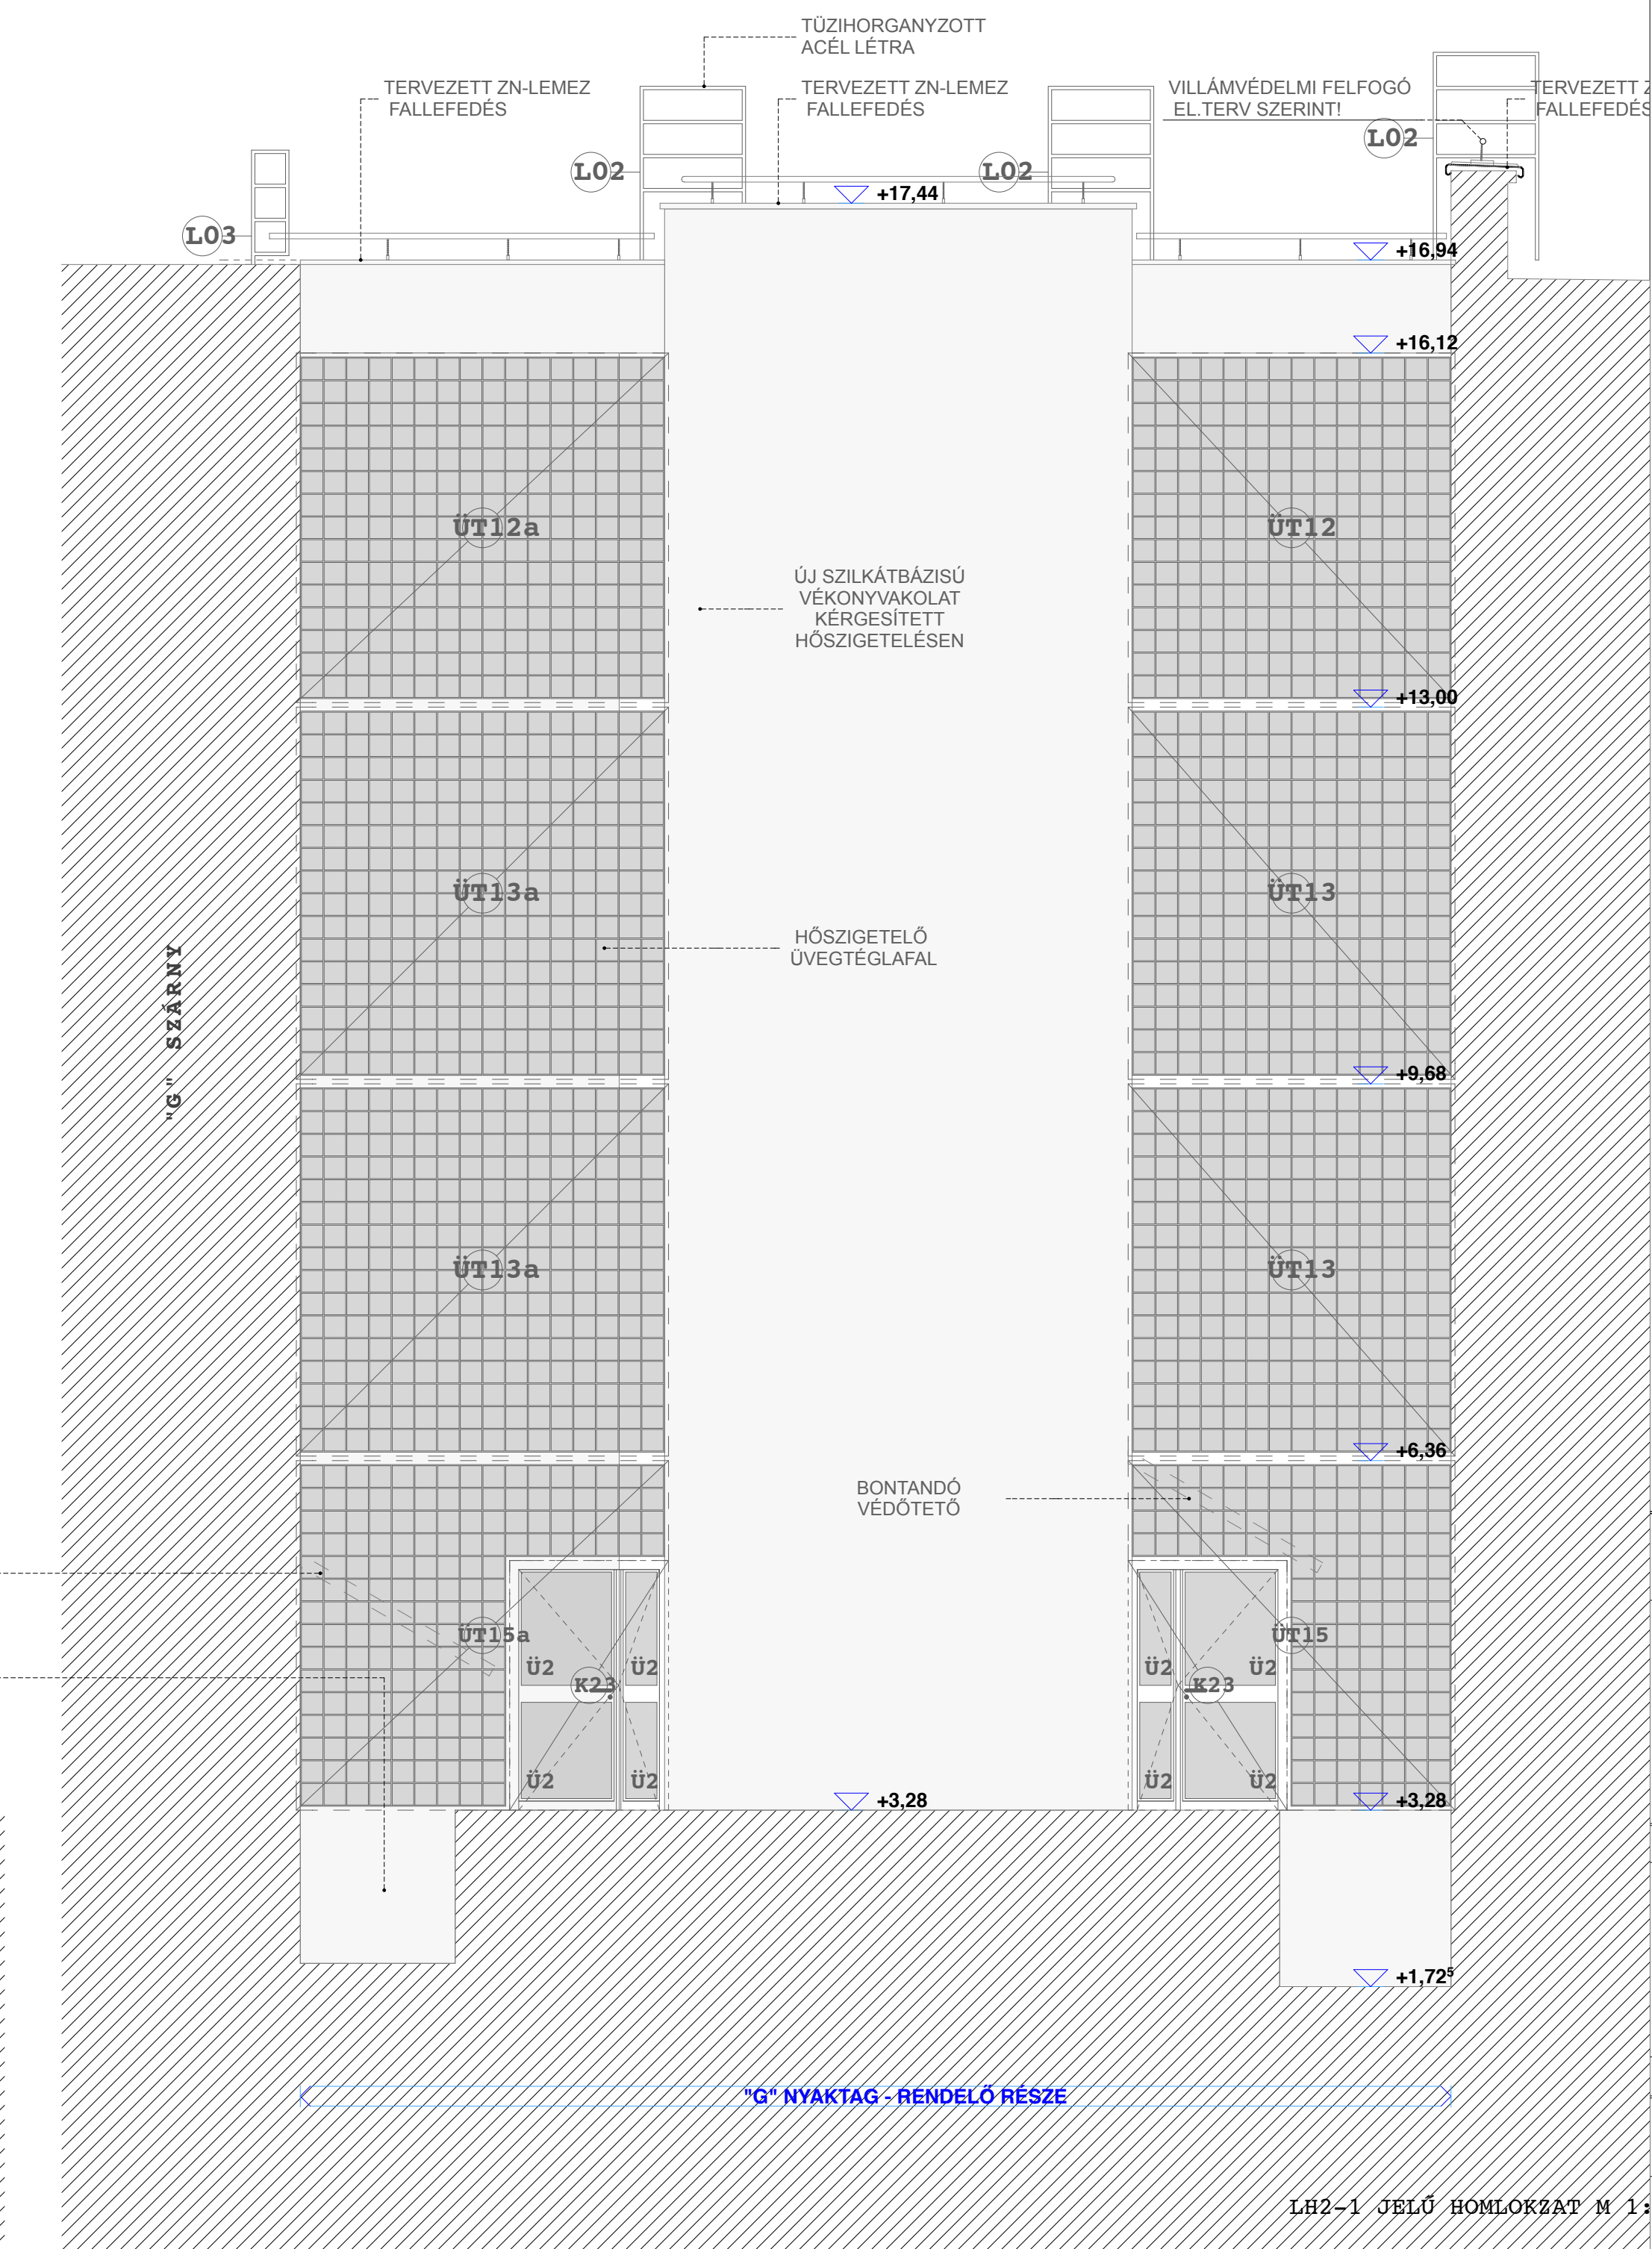 TÜZIHORGANYZOTT
ACÉL LÉTRA
TERVEZETT ZN-LEMEZ
FALLEFEDÉS
TERVEZETT ZN-LEMEZ
FALLEFEDÉS
VILLÁMVÉDELMI FELFOGÓ
EL.TERV SZERINT!
TERVEZETT Z
FALLEFEDÉS
L02
L02
L02
L03
+17,44
+16,94
+16,12
ÜT12a
ÜT12
ÚJ SZILKÁTBÁZISÚ
VÉKONYVAKOLAT
KÉRGESÍTETT
HŐSZIGETELÉSEN
+13,00
ÜT13a
ÜT13
HŐSZIGETELŐ
ÜVEGTÉGLAFAL
"G" SZÁRNY
+9,68
ÜT13a
ÜT13
+6,36
BONTANDÓ
VÉDŐTETŐ
ÜT15a
ÜT15
Ü2
Ü2
Ü2
Ü2
K23
K23
Ü2
Ü2
Ü2
Ü2
+3,28
+3,28
+1,72⁵
"G" NYAKTAG - RENDELŐ RÉSZE
LH2-1 JELŰ HOMLOKZAT M 1: